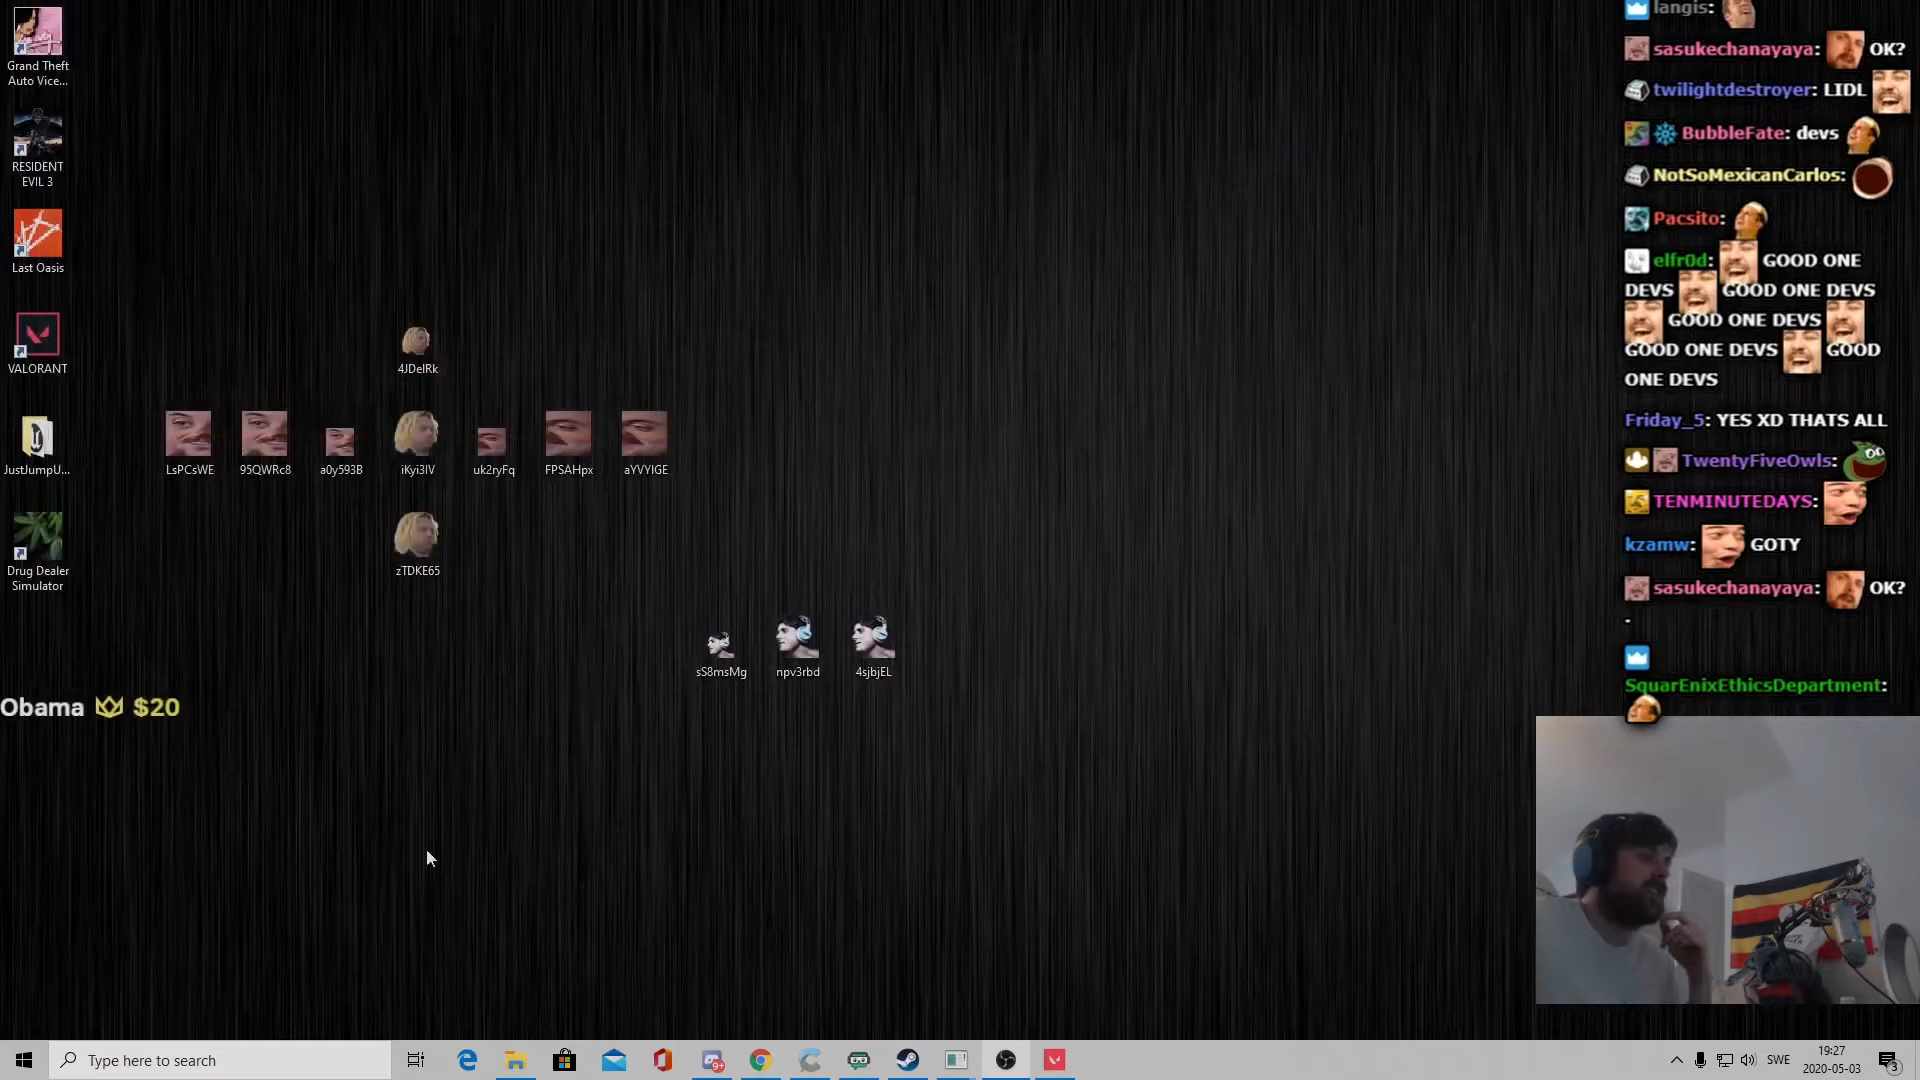 Grand Theft
Auto Vice...
RESIDENT
EVIL 3
Last Oasis
VALORANT
JustJumpU...
Drug Dealer
Simulator
4JDelRk
LsPCsWE
95QWRc8
a0y593B
iKyi3lV
uk2ryFq
FPSAHpx
aYVYIGE
zTDKE65
sS8msMg
npv3rbd
4sjbjEL
Obama $20
langis:
sasukechanayaya: OK?
twilightdestroyer: LIDL
BubbleFate: devs
NotSoMexicanCarlos:
Pacsito:
elfr0d: GOOD ONE
DEVS GOOD ONE DEVS
GOOD ONE DEVS
GOOD ONE DEVS GOOD
ONE DEVS
Friday_5: YES XD THATS ALL
TwentyFiveOwls:
TENMINUTEDAYS:
kzamw: GOTY
sasukechanayaya: OK?
-
SquarEnixEthicsDepartment:
Type here to search
9+
SWE
19:27
2020-05-03
3